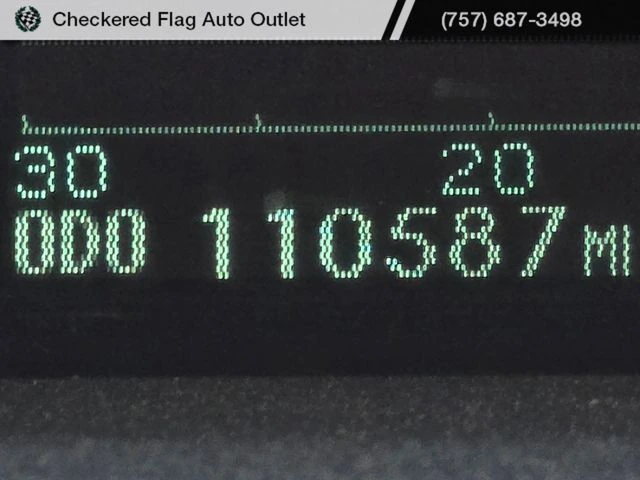 Checkered Flag Auto Outlet (757) 687-3498
30 20
ODO 110587 MI